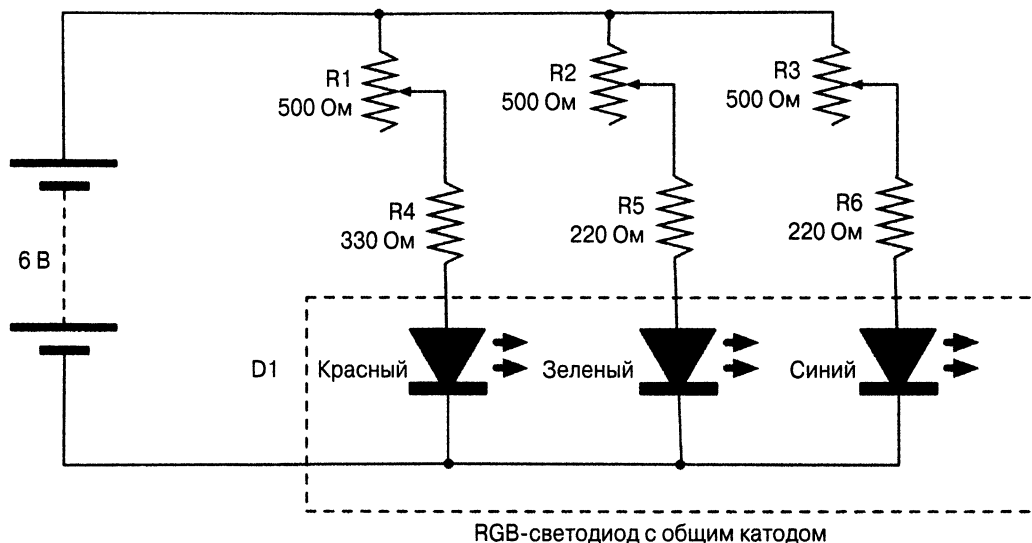 R1
500 Ом
R2
500 Ом
R3
500 Ом
R4
330 Ом
R5
220 Ом
R6
220 Ом
6 В
D1
Красный
Зеленый
Синий
RGB-светодиод с общим катодом